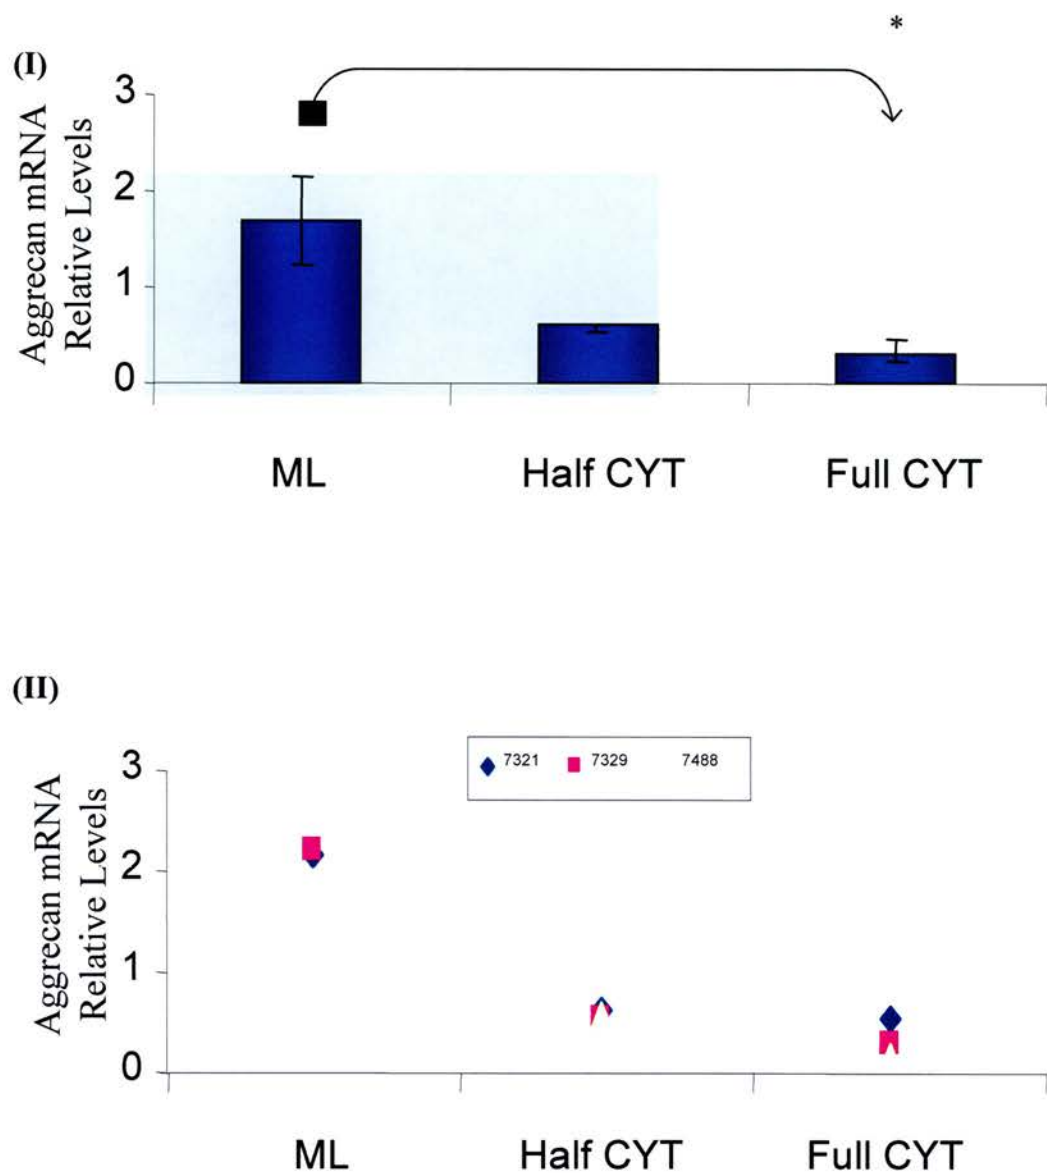 *
(I)
3
2
1
0
Aggrecan mRNA
Relative Levels
ML Half CYT Full CYT
(II)
7321 7329 7488
3
2
1
0
Aggrecan mRNA
Relative Levels
ML Half CYT Full CYT